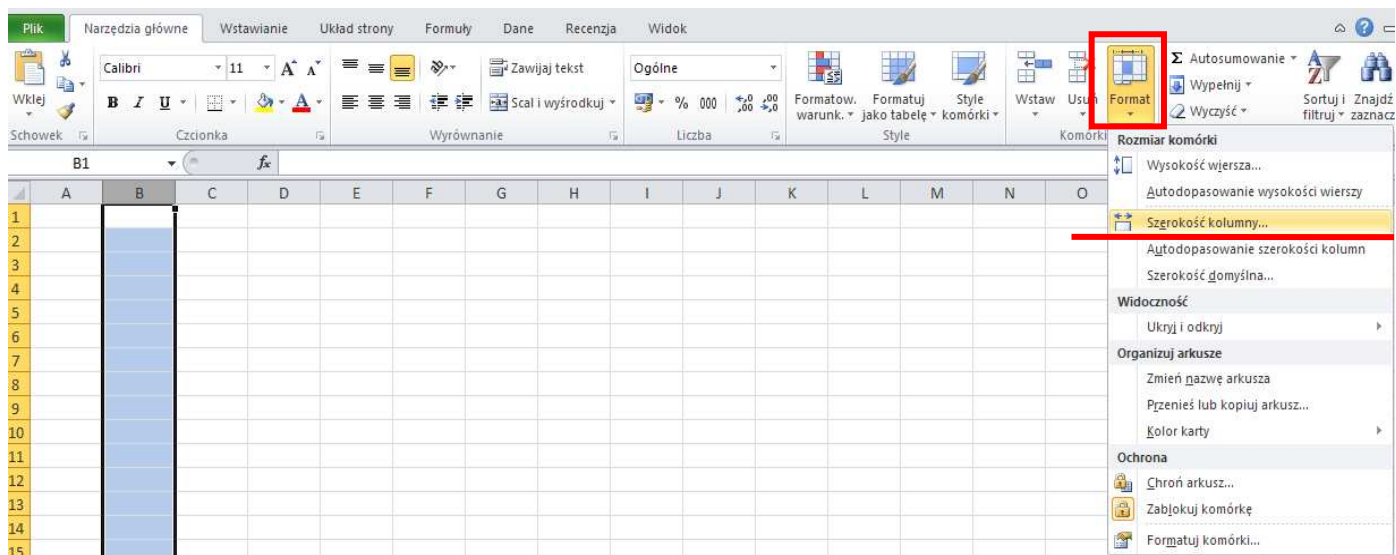 Plik Narzędzia główne Wstawianie Układ strony Formuły Dane Recenzja Widok
Calibri 11 A A Zawijaj tekst Ogólne Σ Autosumowanie
Wypełnij
Wklej B I U A Scal i wyśrodkuj % 000 ,0 ,00 ,00 ,0 Formatow. warunk. Formatuj jako tabelę Style komórki Wstaw Usuń Format Wyczyść Sortuj i filtruj Znajdź zaznacz
Schowek Czcionka Wyrównanie Liczba Style Komórki
B1 fx
A B C D E F G H I J K L M N O
1
2
3
4
5
6
7
8
9
10
11
12
13
14
15
Rozmiar komórki
Wysokość wiersza...
Autodopasowanie wysokości wierszy
Szerokość kolumny...
Autodopasowanie szerokości kolumn
Szerokość domyślna...
Widoczność
Ukryj i odkryj
Organizuj arkusze
Zmień nazwę arkusza
Przenieś lub kopiuj arkusz...
Kolor karty
Ochrona
Chroń arkusz...
Zablokuj komórkę
Formatuj komórki...